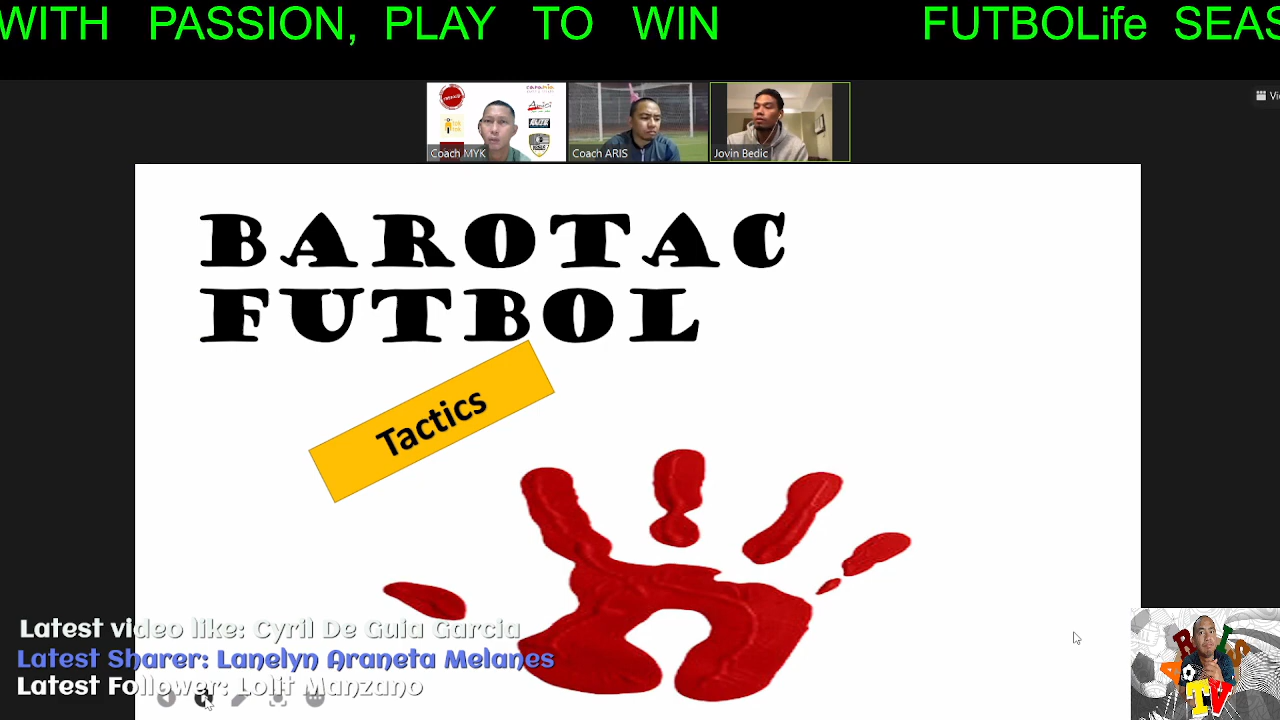 WITH PASSION, PLAY TO WIN FUTBOLife SEAS
Coach MYK
Coach ARIS
Jovin Bedic
BAROTAC
FUTBOL
Tactics
Latest video like: Cyril De Guia Garcia
Latest Sharer: Lanelyn Araneta Melanes
Latest Follower: Lolit Manzano
TV